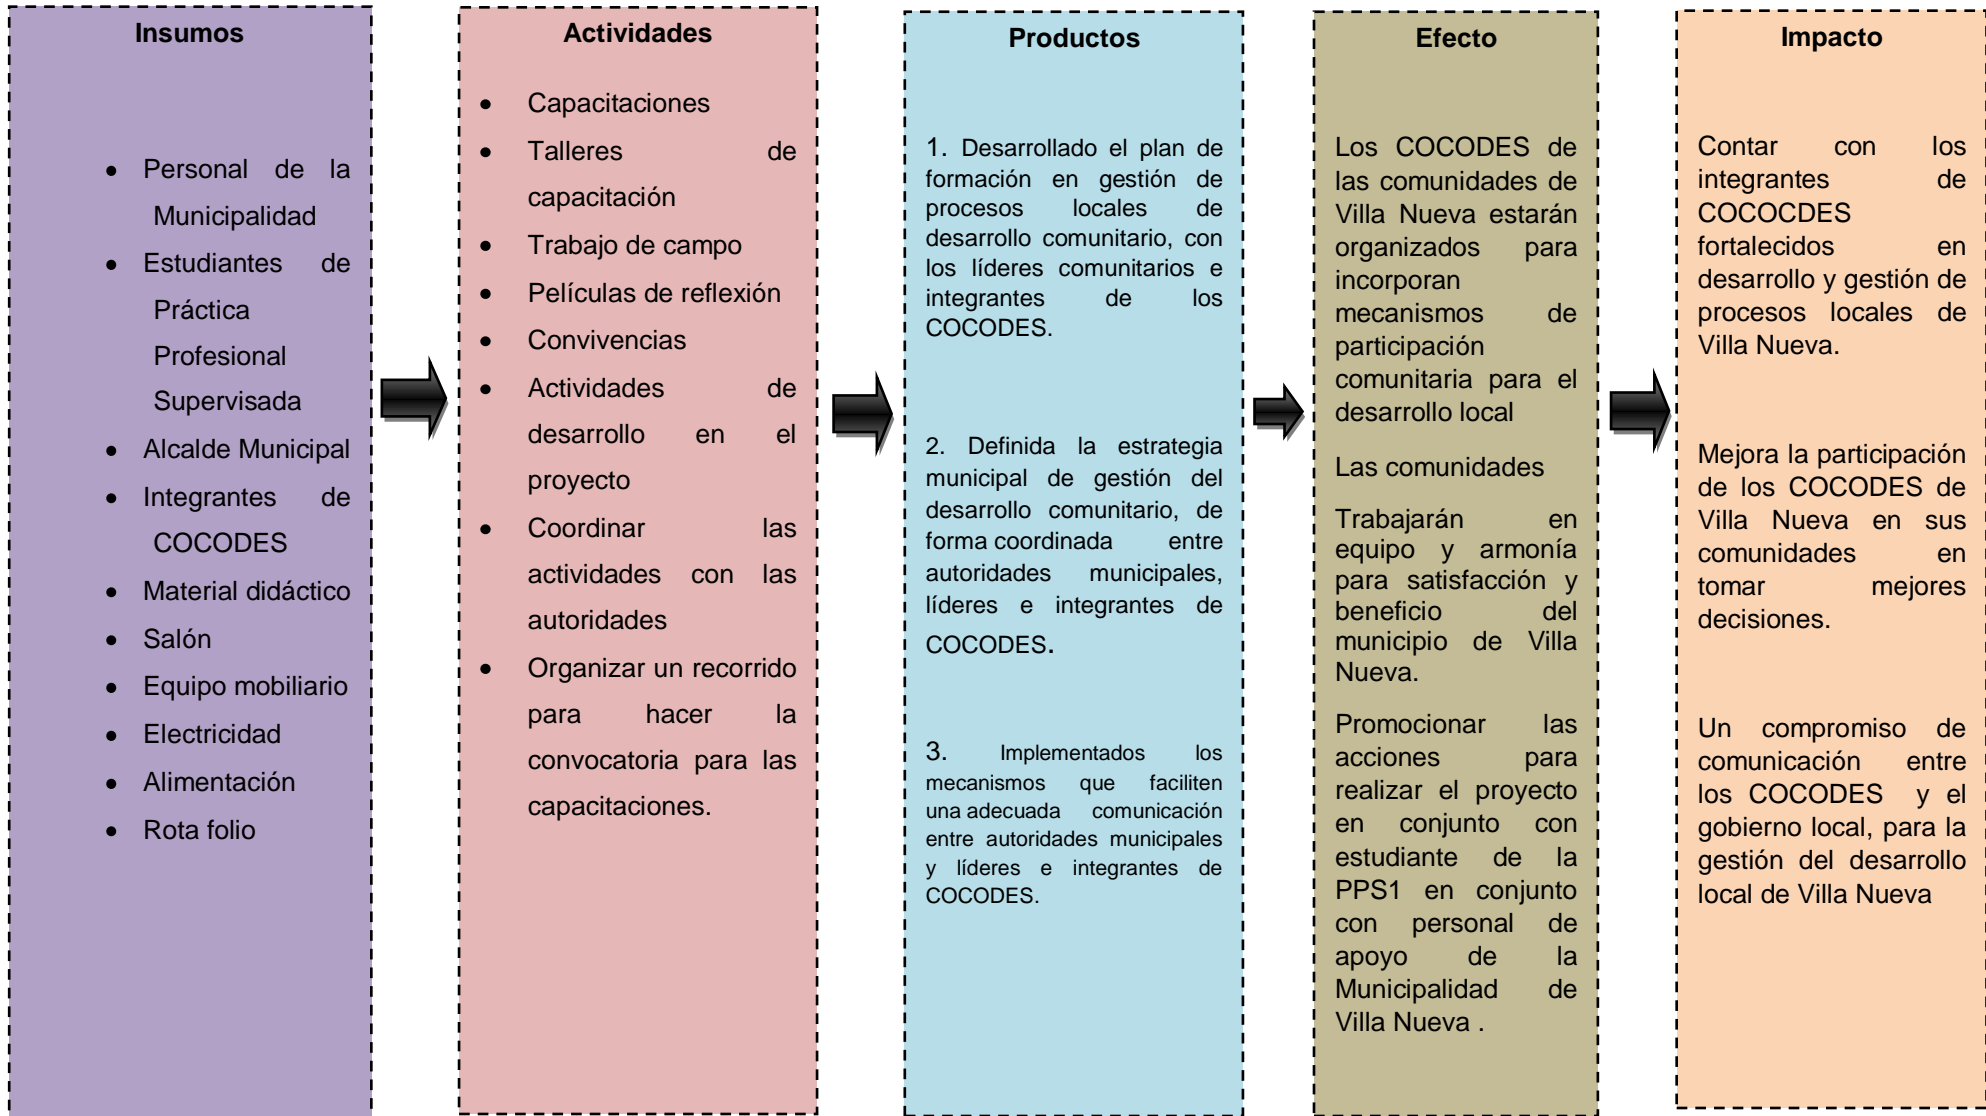 Insumos
• Personal de la
Municipalidad
• Estudiantes de
Práctica
Profesional
Supervisada
• Alcalde Municipal
• Integrantes de
COCODES
• Material didáctico
• Salón
• Equipo mobiliario
• Electricidad
• Alimentación
• Rota folio
Actividades
• Capacitaciones
• Talleres de
capacitación
• Trabajo de campo
• Películas de reflexión
• Convivencias
• Actividades de
desarrollo en el
proyecto
• Coordinar las
actividades con las
autoridades
• Organizar un recorrido
para hacer la
convocatoria para las
capacitaciones.
Productos
1. Desarrollado el plan de
formación en gestión de
procesos locales de
desarrollo comunitario, con
los líderes comunitarios e
integrantes de los
COCODES.
2. Definida la estrategia
municipal de gestión del
desarrollo comunitario, de
forma coordinada entre
autoridades municipales,
líderes e integrantes de
COCODES.
3. Implementados los
mecanismos que faciliten
una adecuada comunicación
entre autoridades municipales
y líderes e integrantes de
COCODES.
Efecto
Los COCODES de
las comunidades de
Villa Nueva estarán
organizados para
incorporan
mecanismos de
participación
comunitaria para el
desarrollo local
Las comunidades
Trabajarán en
equipo y armonía
para satisfacción y
beneficio del
municipio de Villa
Nueva.
Promocionar las
acciones para
realizar el proyecto
en conjunto con
estudiante de la
PPS1 en conjunto
con personal de
apoyo de la
Municipalidad de
Villa Nueva .
Impacto
Contar con los
integrantes de
COCOCDES
fortalecidos en
desarrollo y gestión de
procesos locales de
Villa Nueva.
Mejora la participación
de los COCODES de
Villa Nueva en sus
comunidades en
tomar mejores
decisiones.
Un compromiso de
comunicación entre
los COCODES y el
gobierno local, para la
gestión del desarrollo
local de Villa Nueva